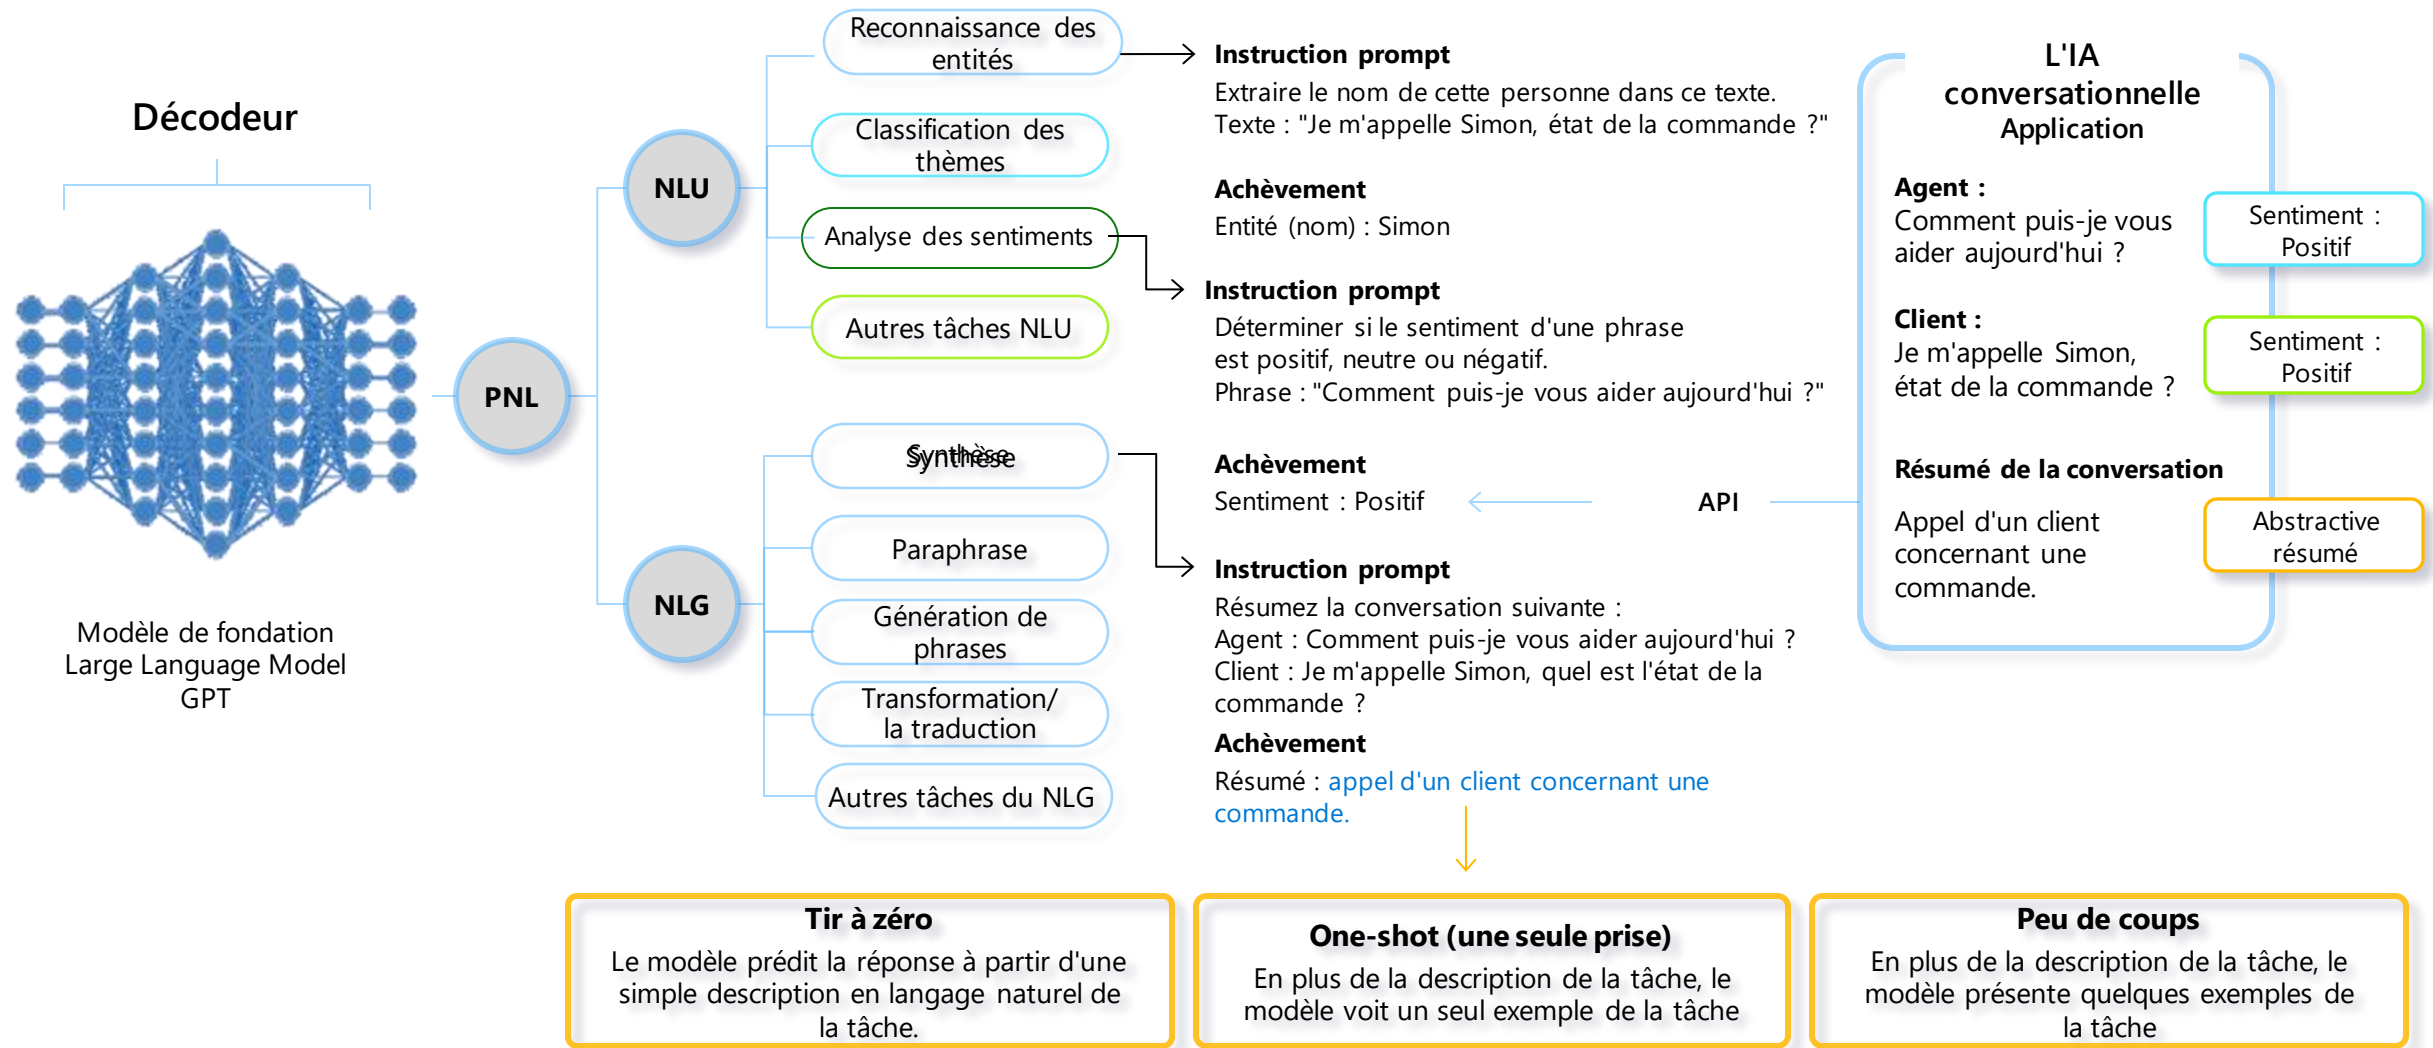 Décodeur
Modèle de fondation
Large Language Model
GPT
PNL
NLU
NLG
Reconnaissance des
entités
Classification des
thèmes
Analyse des sentiments
Autres tâches NLU
Synthèse
Synthèse
Paraphrase
Génération de
phrases
Transformation/
la traduction
Autres tâches du NLG
Instruction prompt
Extraire le nom de cette personne dans ce texte.
Texte : "Je m'appelle Simon, état de la commande ?"
Achèvement
Entité (nom) : Simon
Instruction prompt
Déterminer si le sentiment d'une phrase
est positif, neutre ou négatif.
Phrase : "Comment puis-je vous aider aujourd'hui ?"
Achèvement
Sentiment : Positif
API
Instruction prompt
Résumez la conversation suivante :
Agent : Comment puis-je vous aider aujourd'hui ?
Client : Je m'appelle Simon, quel est l'état de la
commande ?
Achèvement
Résumé : appel d'un client concernant une
commande.
L'IA
conversationnelle
Application
Agent :
Comment puis-je vous
aider aujourd'hui ?
Sentiment :
Positif
Client :
Je m'appelle Simon,
état de la commande ?
Sentiment :
Positif
Résumé de la conversation
Appel d'un client
concernant une
commande.
Abstractive
résumé
Tir à zéro
Le modèle prédit la réponse à partir d'une
simple description en langage naturel de
la tâche.
One-shot (une seule prise)
En plus de la description de la tâche, le
modèle voit un seul exemple de la tâche
Peu de coups
En plus de la description de la tâche, le
modèle présente quelques exemples de
la tâche